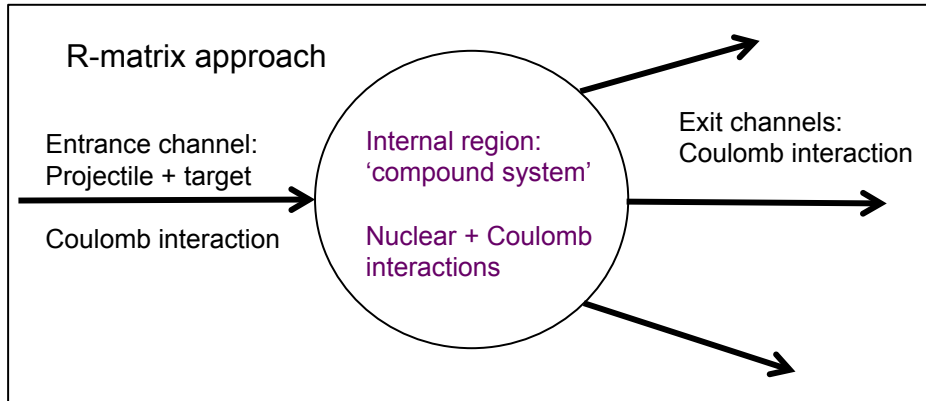 R-matrix approach
Entrance channel:
Projectile + target
Coulomb interaction
Internal region:
‘compound system’
Nuclear + Coulomb
interactions
Exit channels:
Coulomb interaction